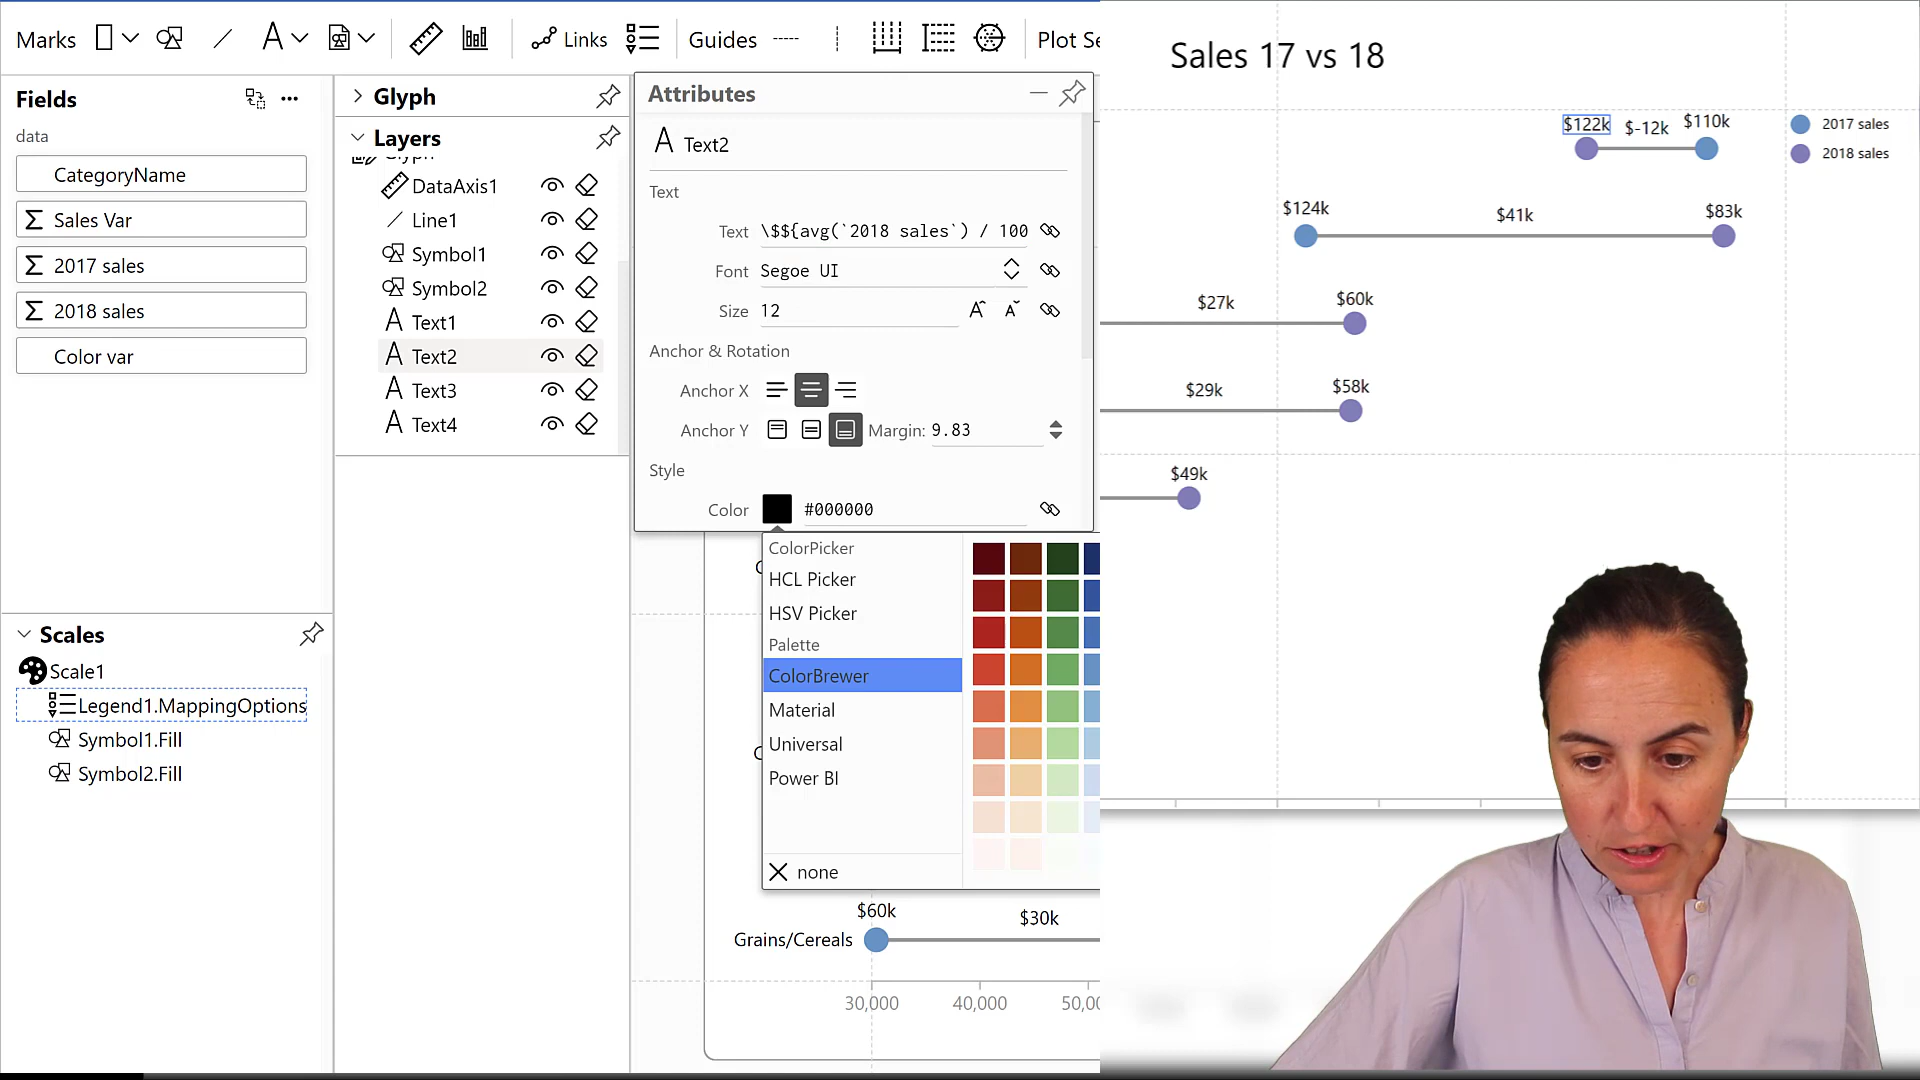 Marks
Links
Guides
Plot Se
Fields
data
CategoryName
Sales Var
2017 sales
2018 sales
Color var
Glyph
Layers
DataAxis1
Line1
Symbol1
Symbol2
Text1
Text2
Text3
Text4
Scales
Scale1
Legend1.MappingOptions
Symbol1.Fill
Symbol2.Fill
Attributes
A Text2
Text
Text \$${avg(`2018 sales`) / 100
Font Segoe UI
Size 12
Anchor & Rotation
Anchor X
Anchor Y Margin: 9.83
Style
Color #000000
ColorPicker
HCL Picker
HSV Picker
Palette
ColorBrewer
Material
Universal
Power BI
none
$60k $30k
Grains/Cereals
30,000 40,000 50,0
Sales 17 vs 18
$122k $-12k $110k
2017 sales
2018 sales
$124k $41k $83k
$27k $60k
$29k $58k
$49k